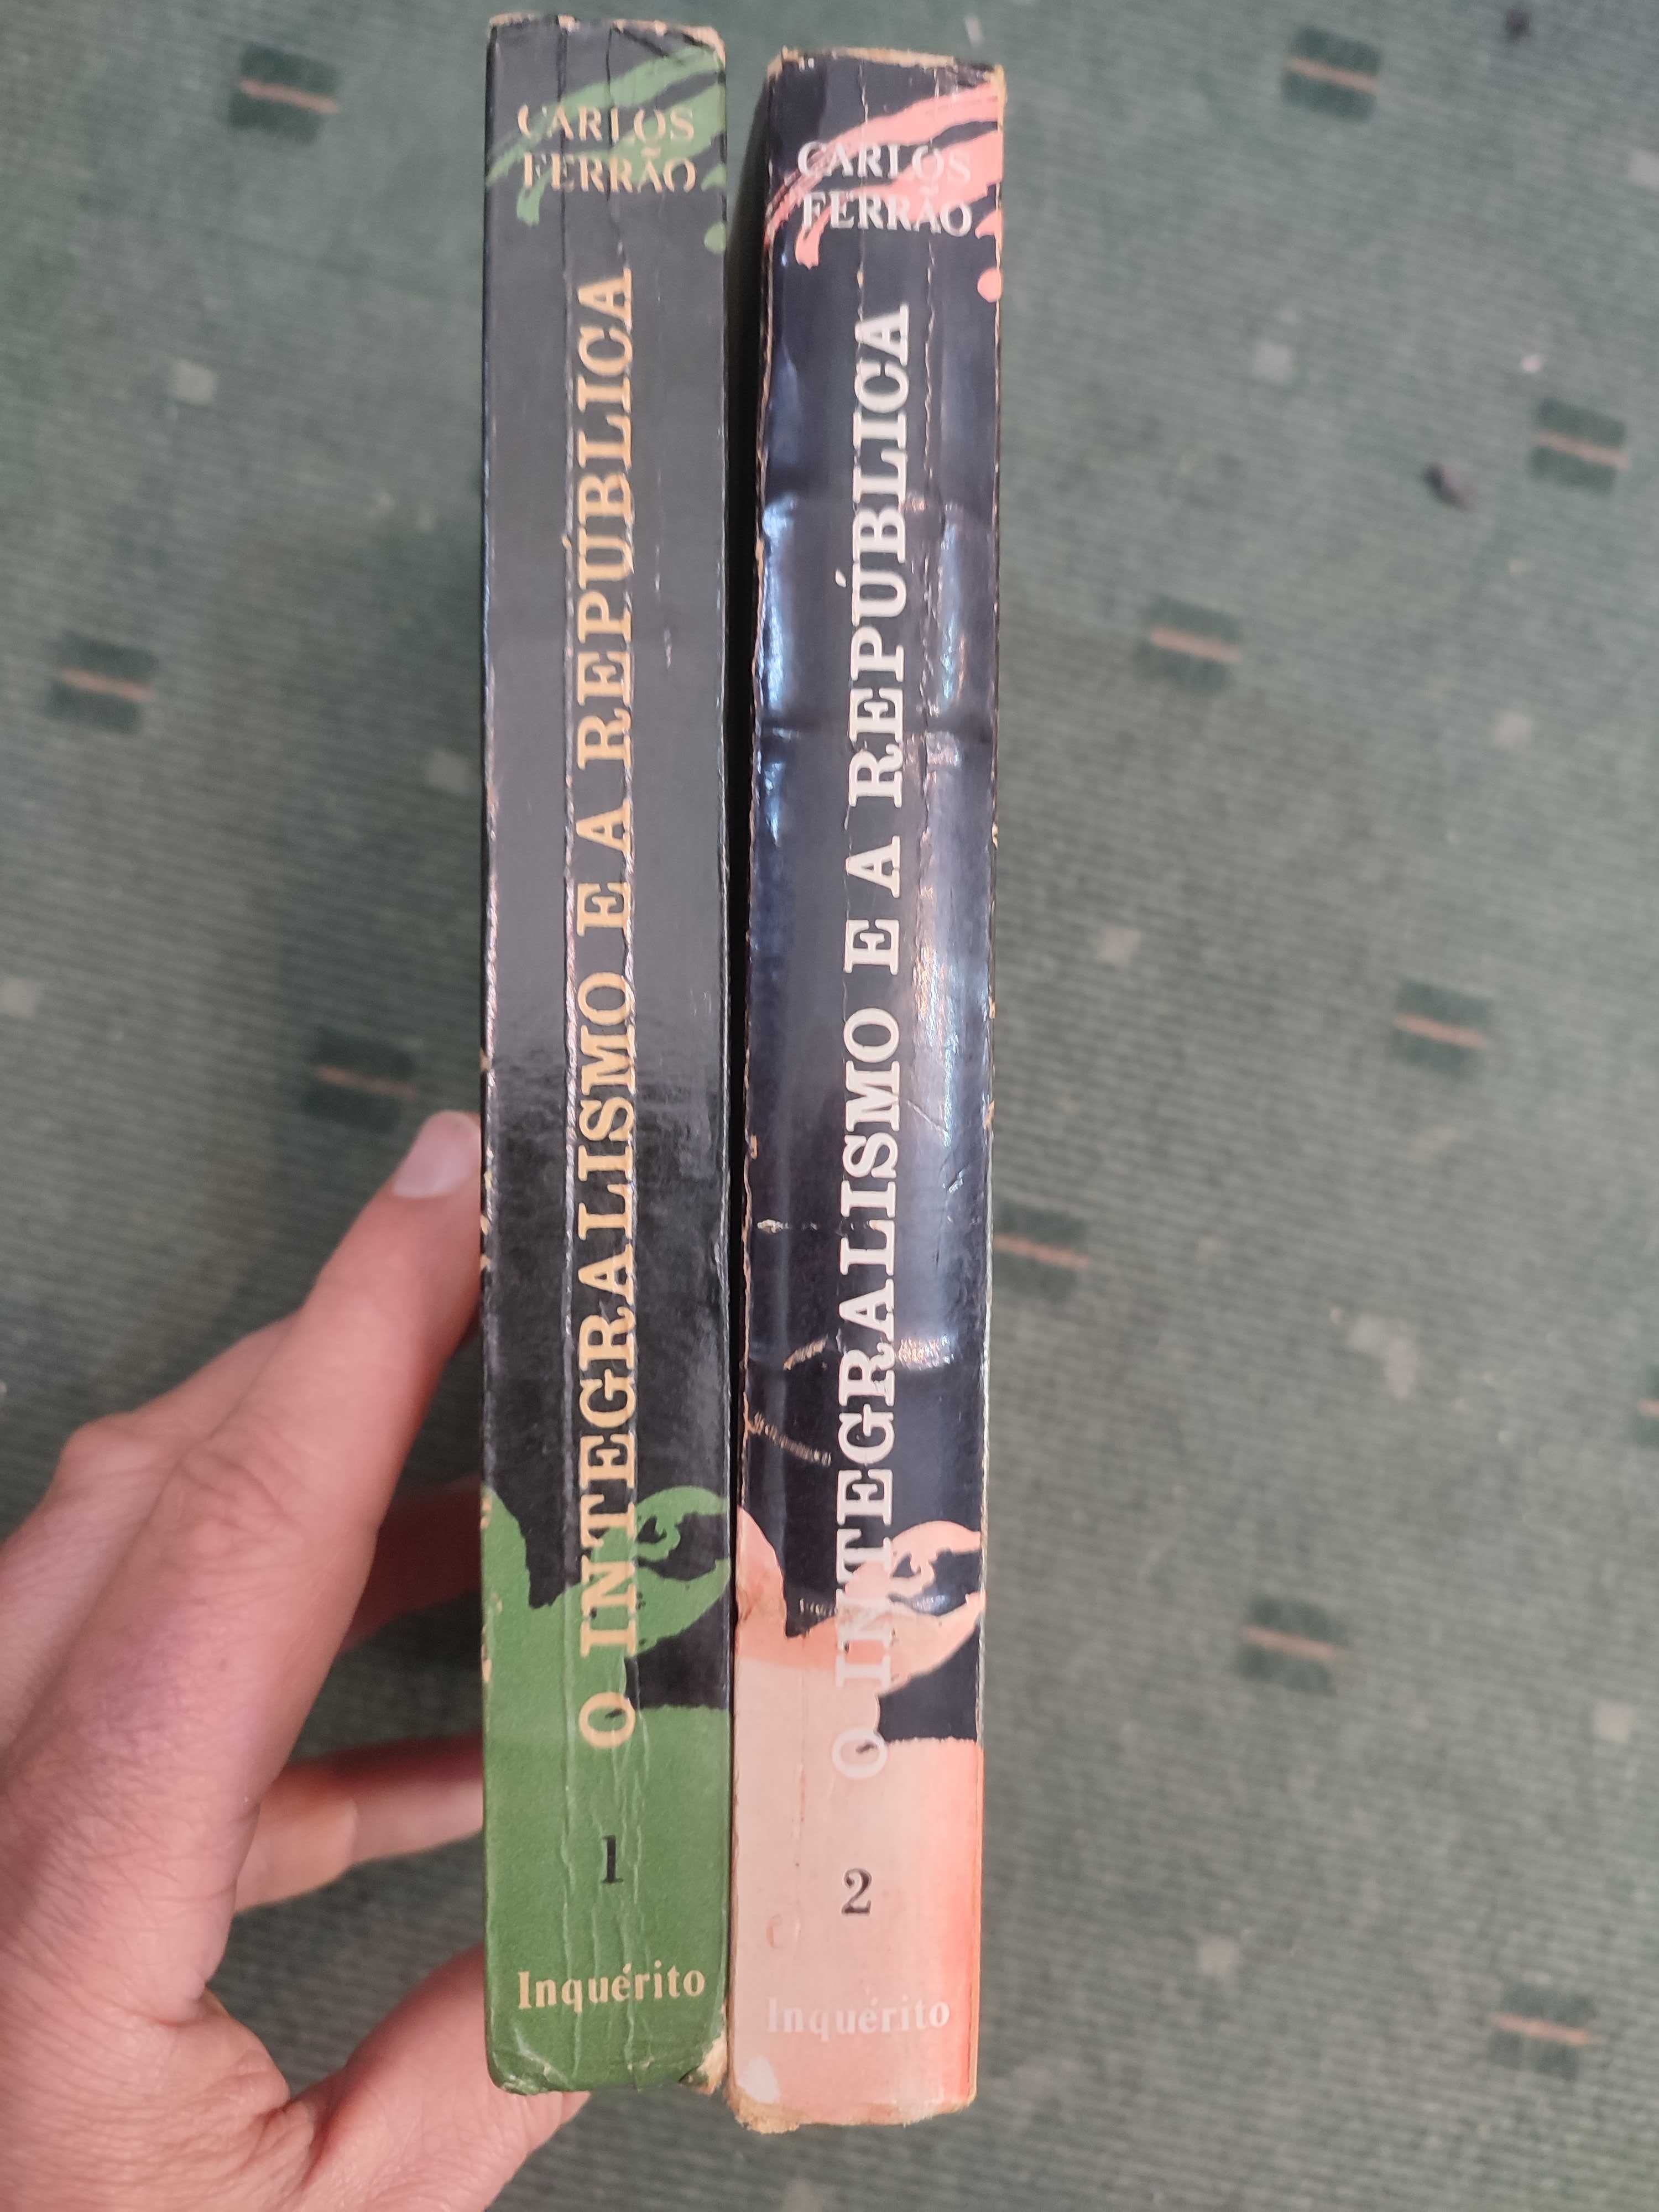 CARLOS
FERRÃO
O INTEGRALISMO E A REPÚBLICA
1
Inquérito
CARLOS
FERRÃO
O INTEGRALISMO E A REPÚBLICA
2
Inquérito